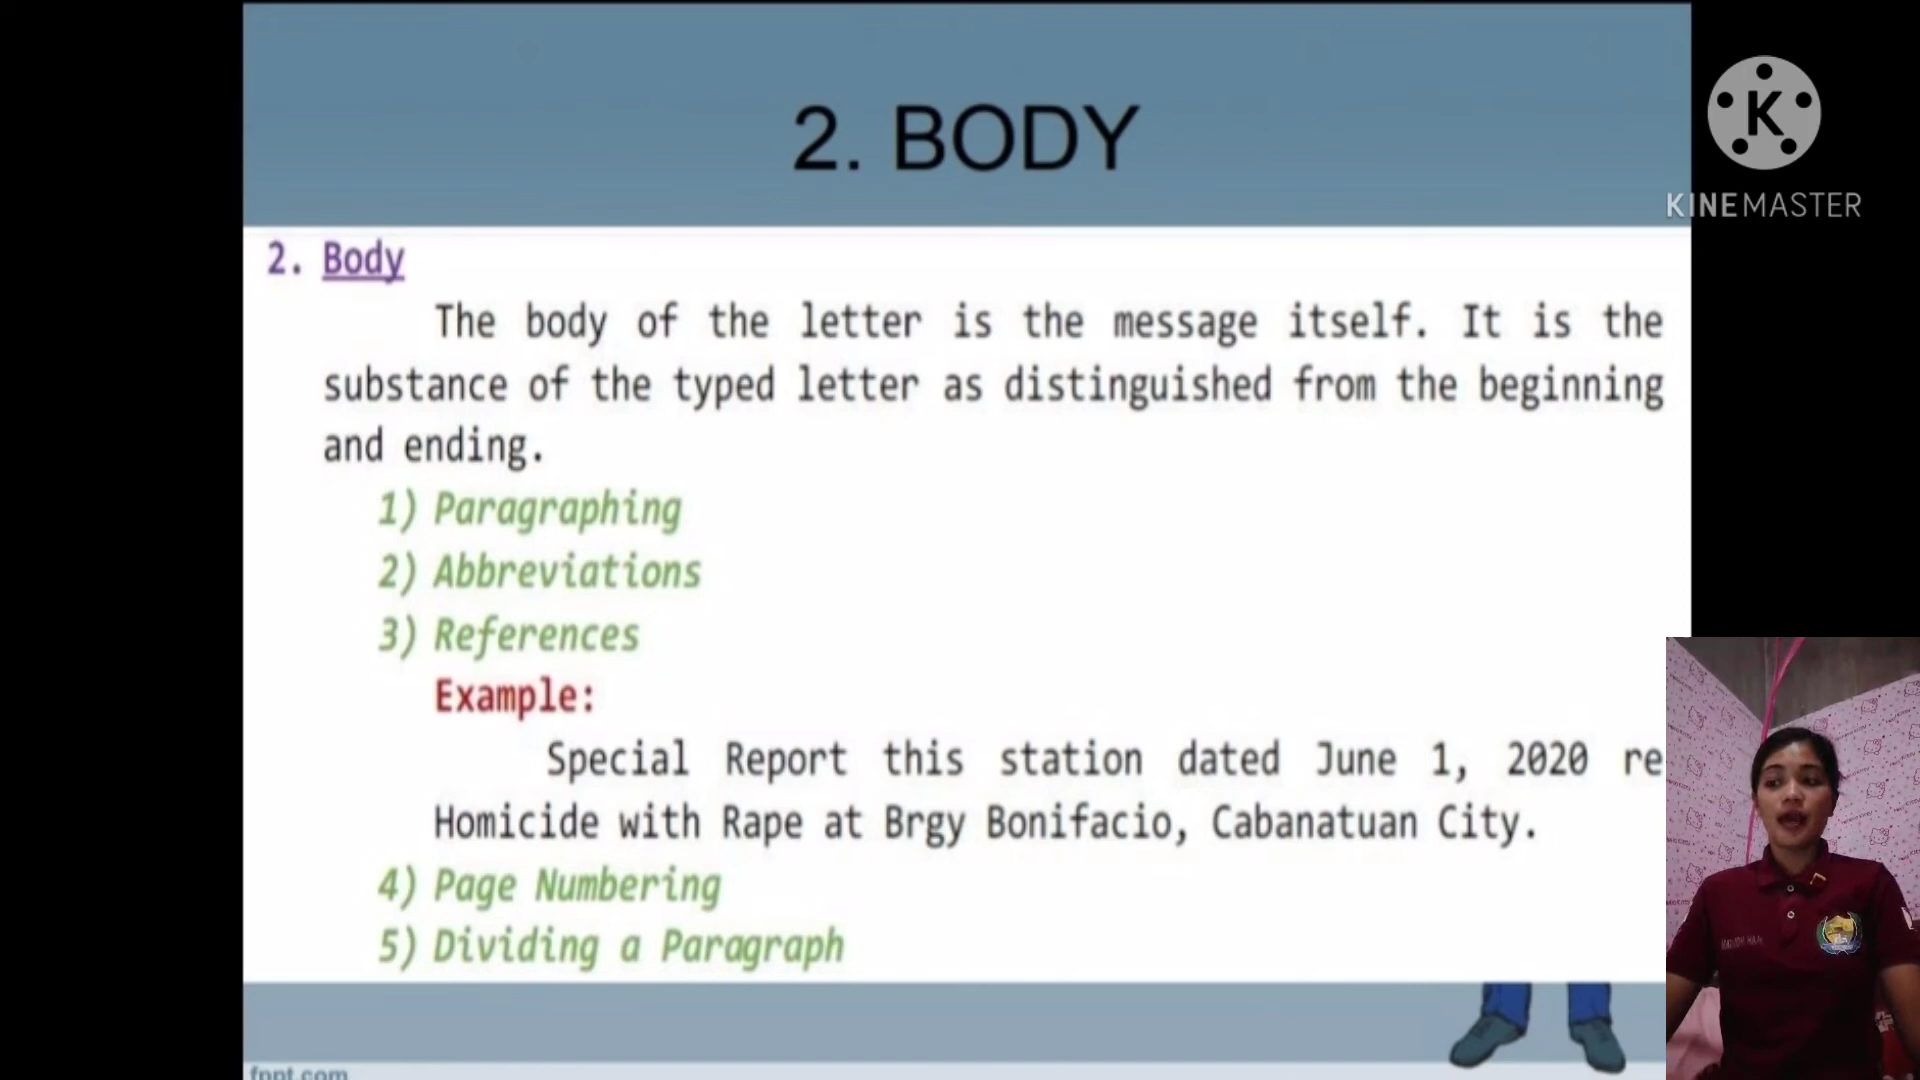 2. BODY
KINEMASTER
2. Body
The body of the letter is the message itself. It is the
substance of the typed letter as distinguished from the beginning
and ending.
1) Paragraphing
2) Abbreviations
3) References
Example:
Special Report this station dated June 1, 2020 re
Homicide with Rape at Brgy Bonifacio, Cabanatuan City.
4) Page Numbering
5) Dividing a Paragraph
fppt.com